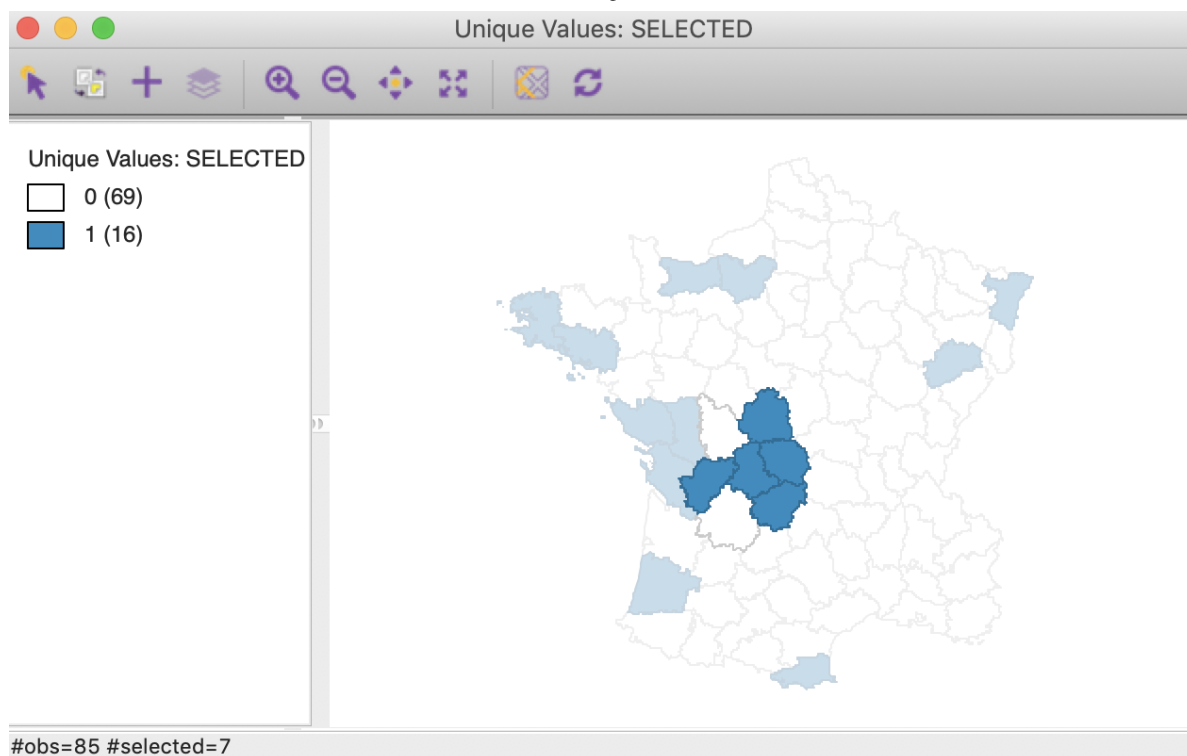 Unique Values: SELECTED
Unique Values: SELECTED
0 (69)
1 (16)
#obs=85 #selected=7